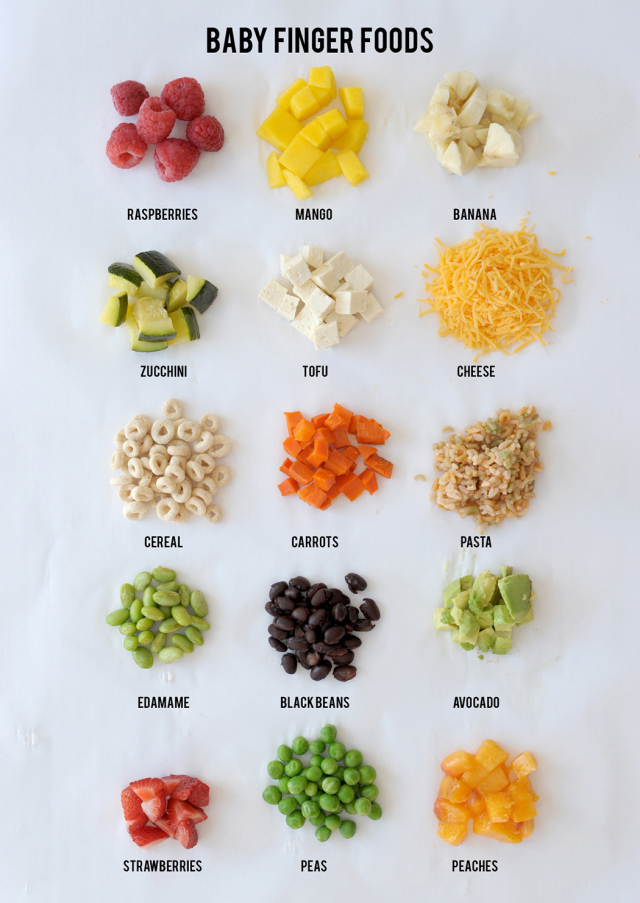 BABY FINGER FOODS
RASPBERRIES
MANGO
BANANA
ZUCCHINI
TOFU
CHEESE
CEREAL
CARROTS
PASTA
EDAMAME
BLACK BEANS
AVOCADO
STRAWBERRIES
PEAS
PEACHES